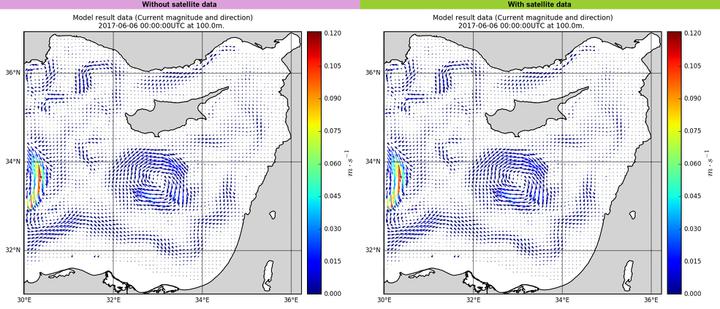 Without satellite data
With satellite data
Model result data (Current magnitude and direction)
2017-06-06 00:00:00UTC at 100.0m.
36°N
34°N
32°N
30°E
32°E
34°E
36°E
0.120
0.105
0.090
0.075
0.060
0.045
0.030
0.015
0.000
m · s⁻¹
Model result data (Current magnitude and direction)
2017-06-06 00:00:00UTC at 100.0m.
36°N
34°N
32°N
30°E
32°E
34°E
36°E
0.120
0.105
0.090
0.075
0.060
0.045
0.030
0.015
0.000
m · s⁻¹